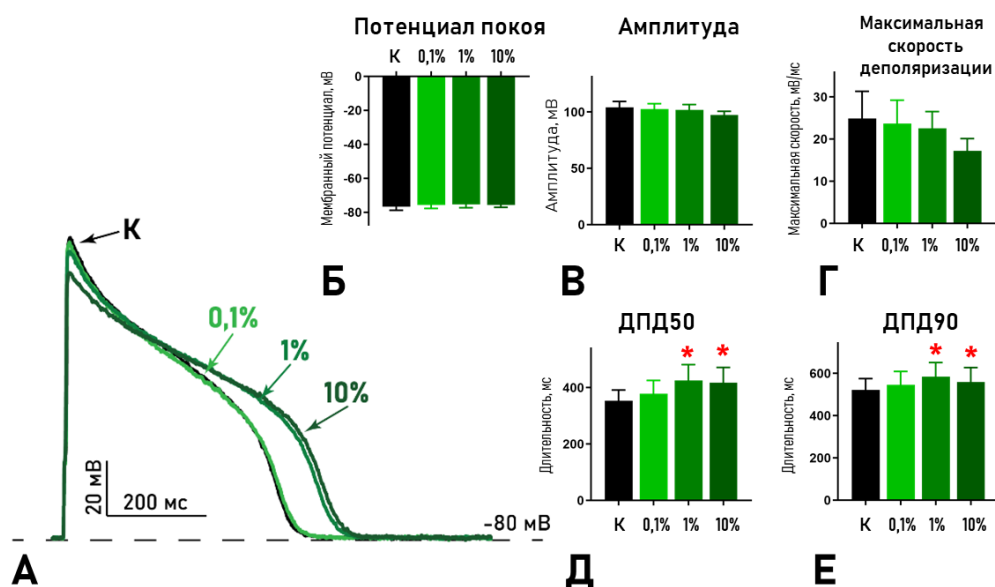 Потенциал покоя
К 0,1% 1% 10%
Мембранный потенциал, мВ
0
-20
-40
-60
-80
Б
Амплитуда
Амплитуда, мВ
100
50
0
К 0,1% 1% 10%
В
Максимальная
скорость
деполяризации
Максимальная скорость, мВ/мс
30
20
10
0
К 0,1% 1% 10%
Г
К
0,1%
1%
10%
20 мВ
200 мс
-80 мВ
А
ДПД50
* *
Длительность, мс
400
200
0
К 0,1% 1% 10%
Д
ДПД90
* *
Длительность, мс
600
400
200
0
К 0,1% 1% 10%
Е